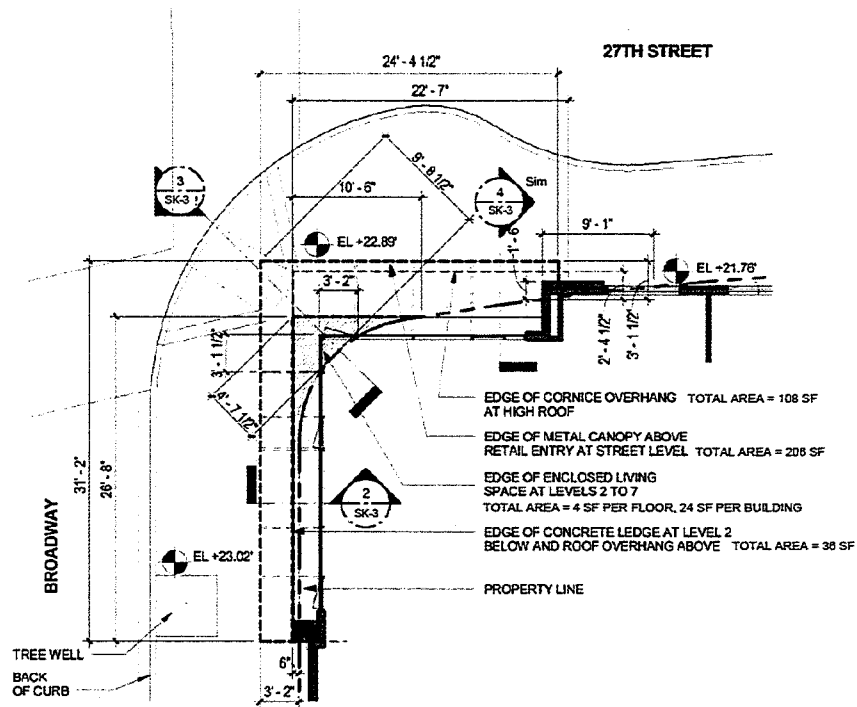 27TH STREET
24' - 4 1/2"
22' - 7"
9' - 8 1/2"
10' - 6"
3
SK-3
4
SK-3
Sim
9' - 1"
1' - 6"
EL +22.89'
EL +21.76'
3' - 2"
2' - 4 1/2"
3' - 1 1/2"
3' - 1 1/2"
4' - 7 1/2"
EDGE OF CORNICE OVERHANG TOTAL AREA = 108 SF
AT HIGH ROOF
EDGE OF METAL CANOPY ABOVE
RETAIL ENTRY AT STREET LEVEL TOTAL AREA = 206 SF
EDGE OF ENCLOSED LIVING
SPACE AT LEVELS 2 TO 7
TOTAL AREA = 4 SF PER FLOOR, 24 SF PER BUILDING
EDGE OF CONCRETE LEDGE AT LEVEL 2
BELOW AND ROOF OVERHANG ABOVE TOTAL AREA = 36 SF
PROPERTY LINE
31' - 2"
26' - 8"
2
SK-3
BROADWAY
EL +23.02'
TREE WELL
BACK
OF CURB
6"
3' - 2"